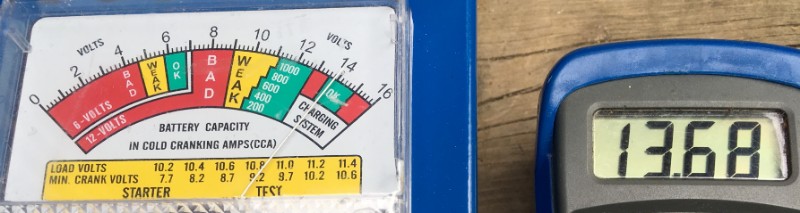 VOLTS VOLTS
0 2 4 6 8 10 12 14 16
BAD WEAK OK BAD WEAK 1000 OK
800
600
400
200
6-VOLTS
12-VOLTS
CHARGING
SYSTEM
BATTERY CAPACITY
IN COLD CRANKING AMPS(CCA)
LOAD VOLTS 10.2 10.4 10.6 10.8 11.0 11.2 11.4
MIN. CRANK VOLTS 7.7 8.2 8.7 9.2 9.7 10.2 10.6
STARTER TEST
13.68